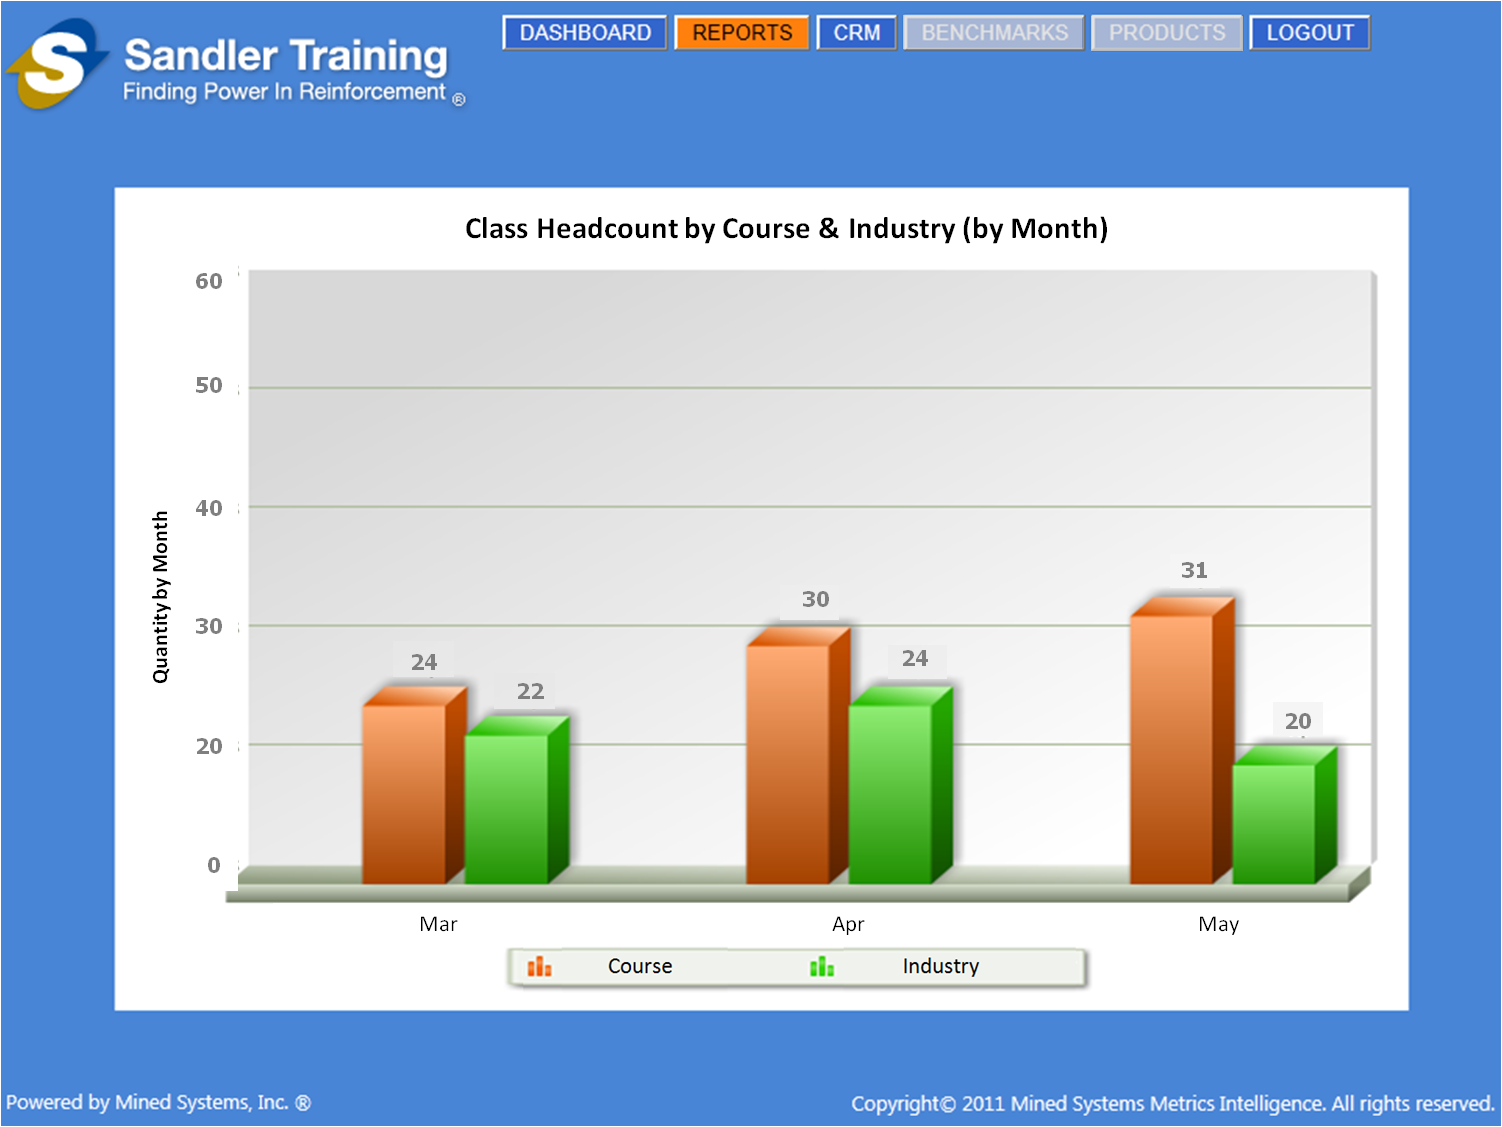 Sandler Training
Finding Power In Reinforcement ®
DASHBOARD REPORTS CRM BENCHMARKS PRODUCTS LOGOUT
Class Headcount by Course & Industry (by Month)
Quantity by Month
60
50
40
30
20
0
24
22
30
24
31
20
Mar Apr May
Course Industry
Powered by Mined Systems, Inc. ®
Copyright© 2011 Mined Systems Metrics Intelligence. All rights reserved.